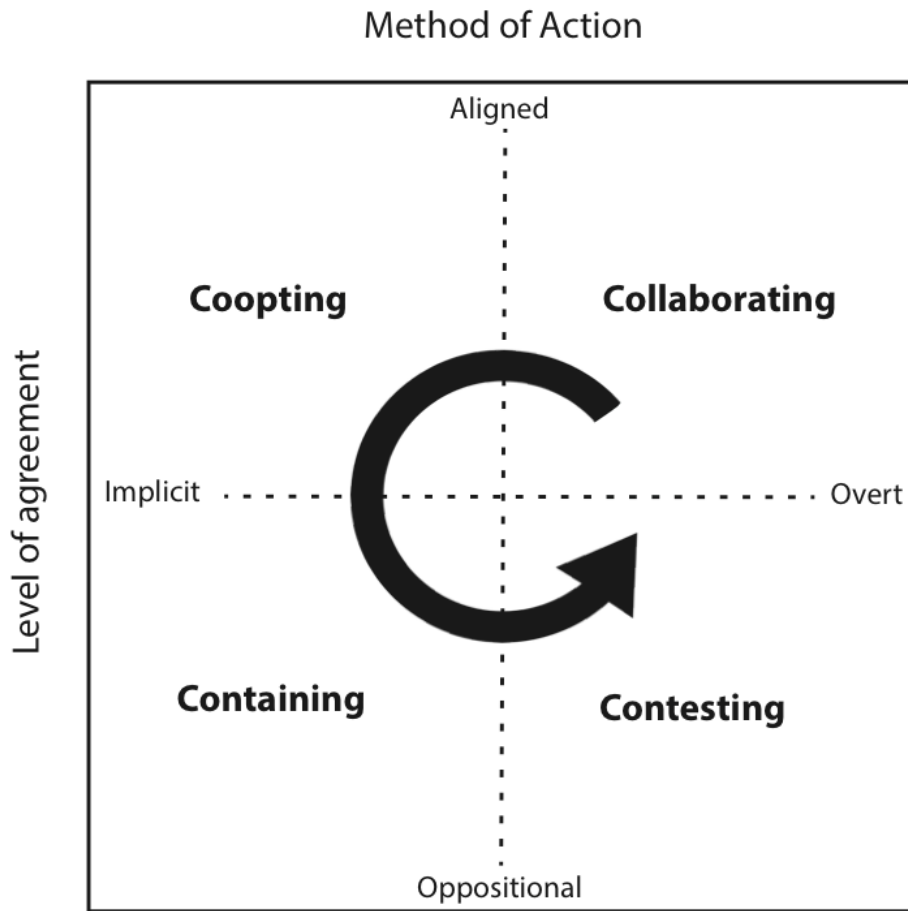 Method of Action
Aligned
Coopting
Collaborating
Level of agreement
Implicit
Overt
Containing
Contesting
Oppositional